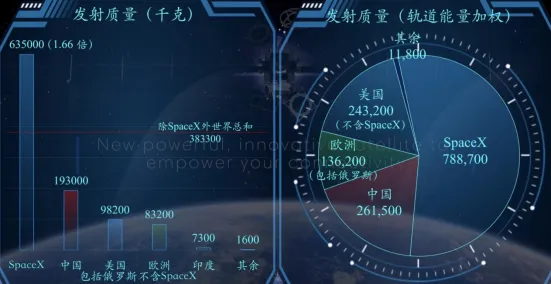 发射质量（千克）
635000 (1.66 倍)
除SpaceX外世界总和
383300
193000
98200
83200
7300
1600
SpaceX
中国
美国
欧洲
印度
其余
包括俄罗斯不含SpaceX
发射质量（轨道能量加权）
其余
11,800
美国
243,200
(不含SpaceX)
欧洲
136,200
(包括俄罗斯)
中国
261,500
SpaceX
788,700
New powerful, innovative
empower your